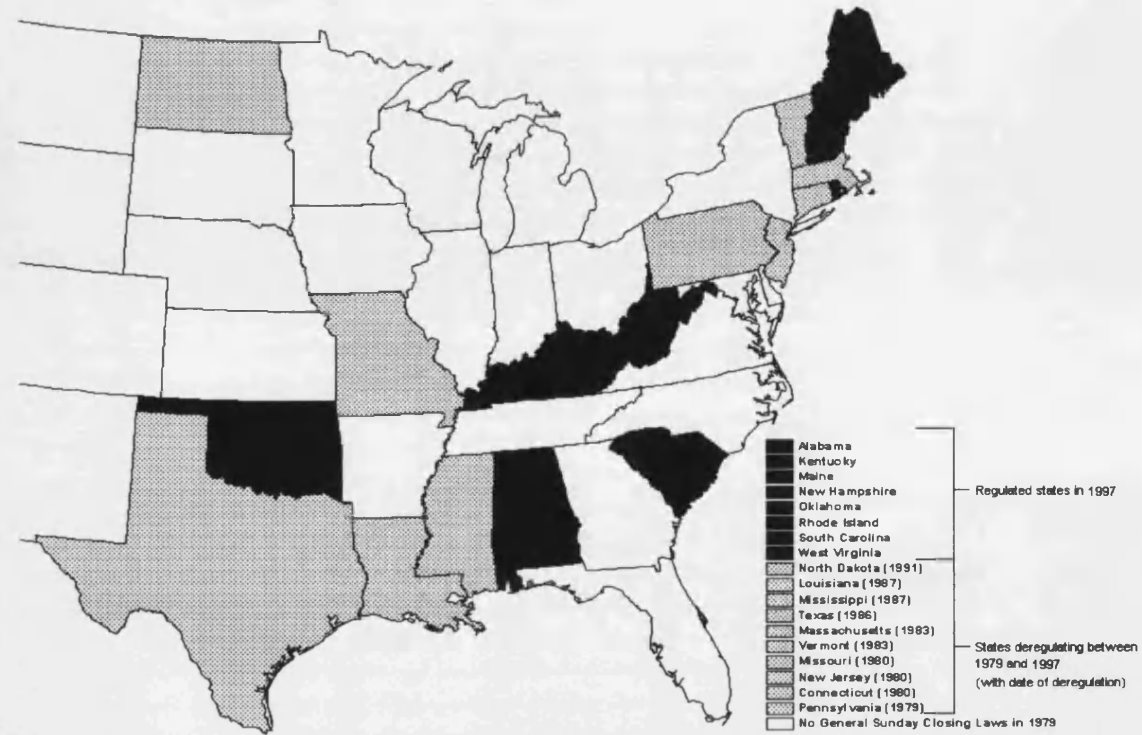 Alabama
Kentucky
Maine
New Hampshire
Oklahoma
Rhode Island
South Carolina
West Virginia
Regulated states in 1997
North Dakota (1991)
Louisiana (1987)
Mississippi (1987)
Texas (1986)
Massachusetts (1983)
Vermont (1983)
Missouri (1980)
New Jersey (1980)
Connecticut (1980)
Pennsylvania (1979)
States deregulating between
1979 and 1997
(with date of deregulation)
No General Sunday Closing Laws in 1979